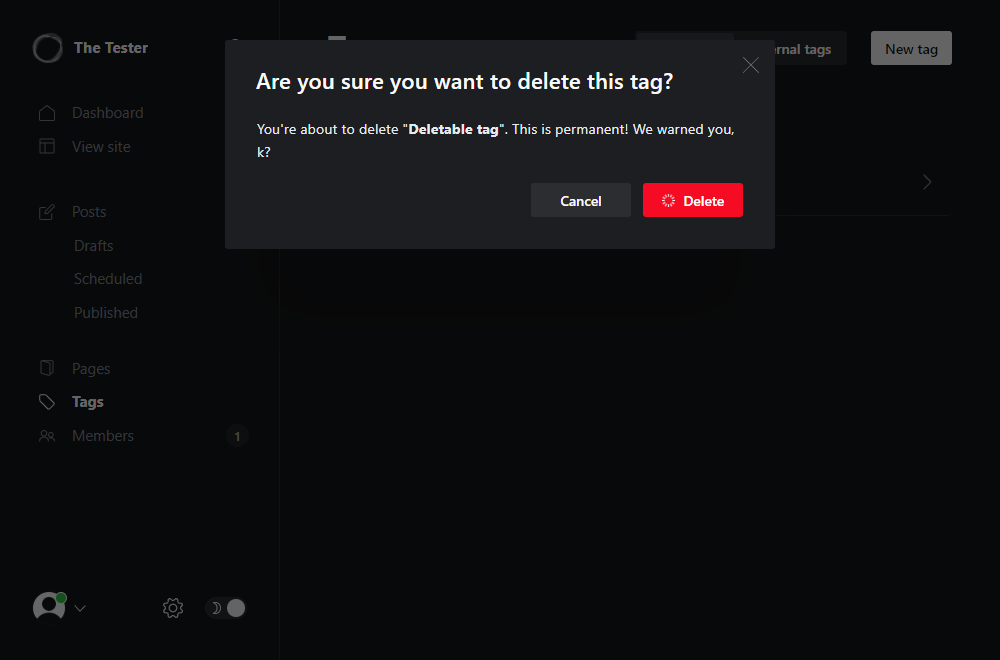 The Tester
Dashboard
View site
Posts
Drafts
Scheduled
Published
Pages
Tags
Members
1
tags
New tag
Are you sure you want to delete this tag?
You're about to delete "Deletable tag". This is permanent! We warned you,
k?
Cancel
Delete